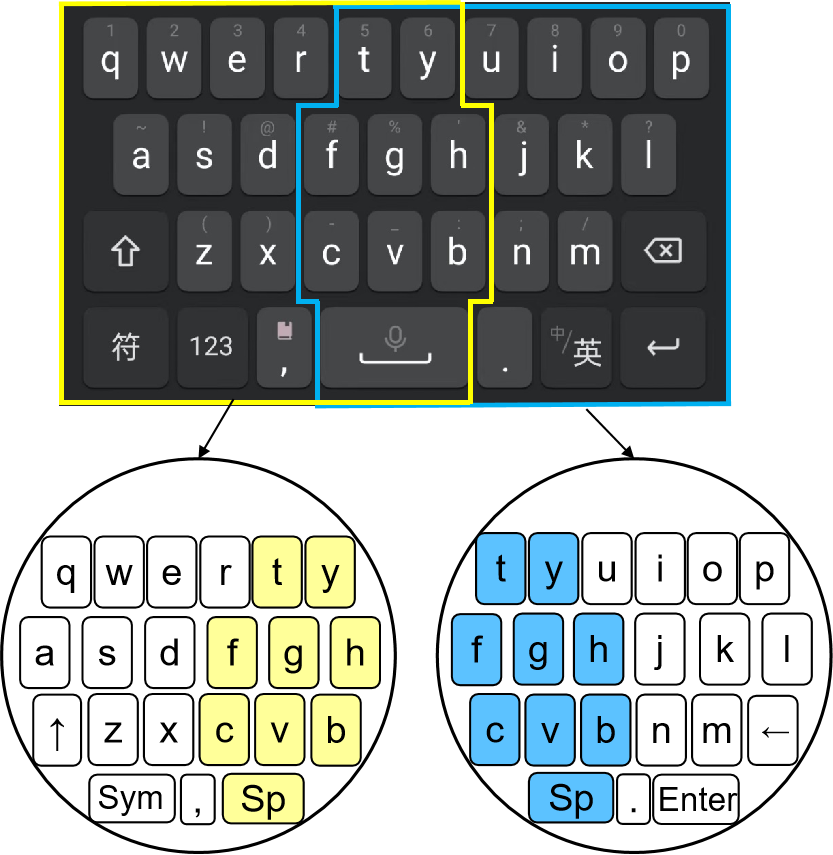 1 2 3 4 5 6 7 8 9 0
q w e r t y u i o p
~ ! @ # % ' & * ?
a s d f g h j k l
( ) - _ : ; /
z x c v b n m
符 123 , . 中/英
q w e r t y
a s d f g h
↑ z x c v b
Sym , Sp
t y u i o p
f g h j k l
c v b n m ←
Sp . Enter